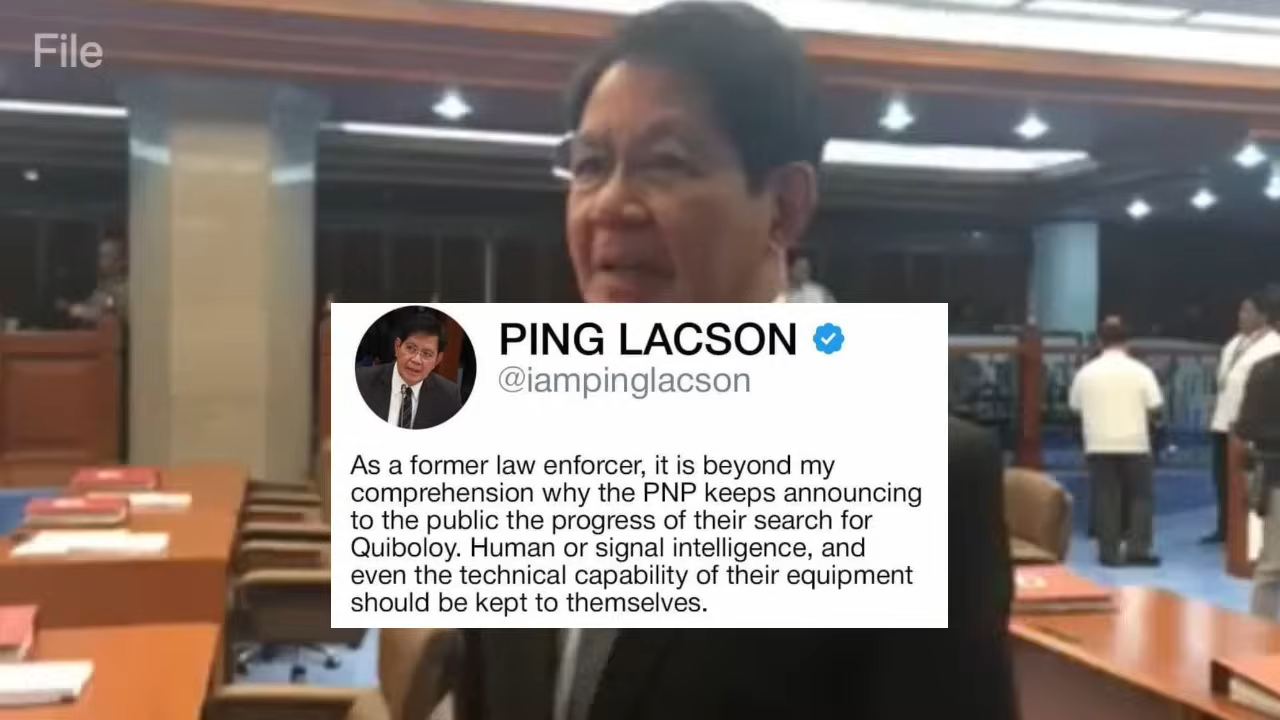 File
PING LACSON
@iampinglacson
As a former law enforcer, it is beyond my
comprehension why the PNP keeps announcing
to the public the progress of their search for
Quiboloy. Human or signal intelligence, and
even the technical capability of their equipment
should be kept to themselves.